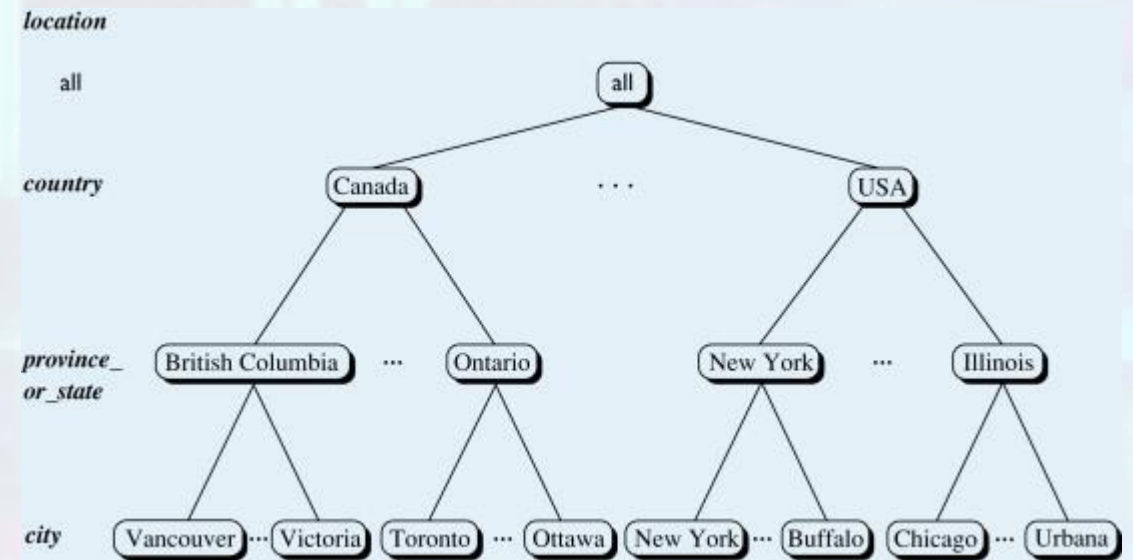 location
all all
country Canada ... USA
province_ British Columbia ... Ontario New York ... Illinois
or_state
city Vancouver ... Victoria Toronto ... Ottawa New York ... Buffalo Chicago ... Urbana